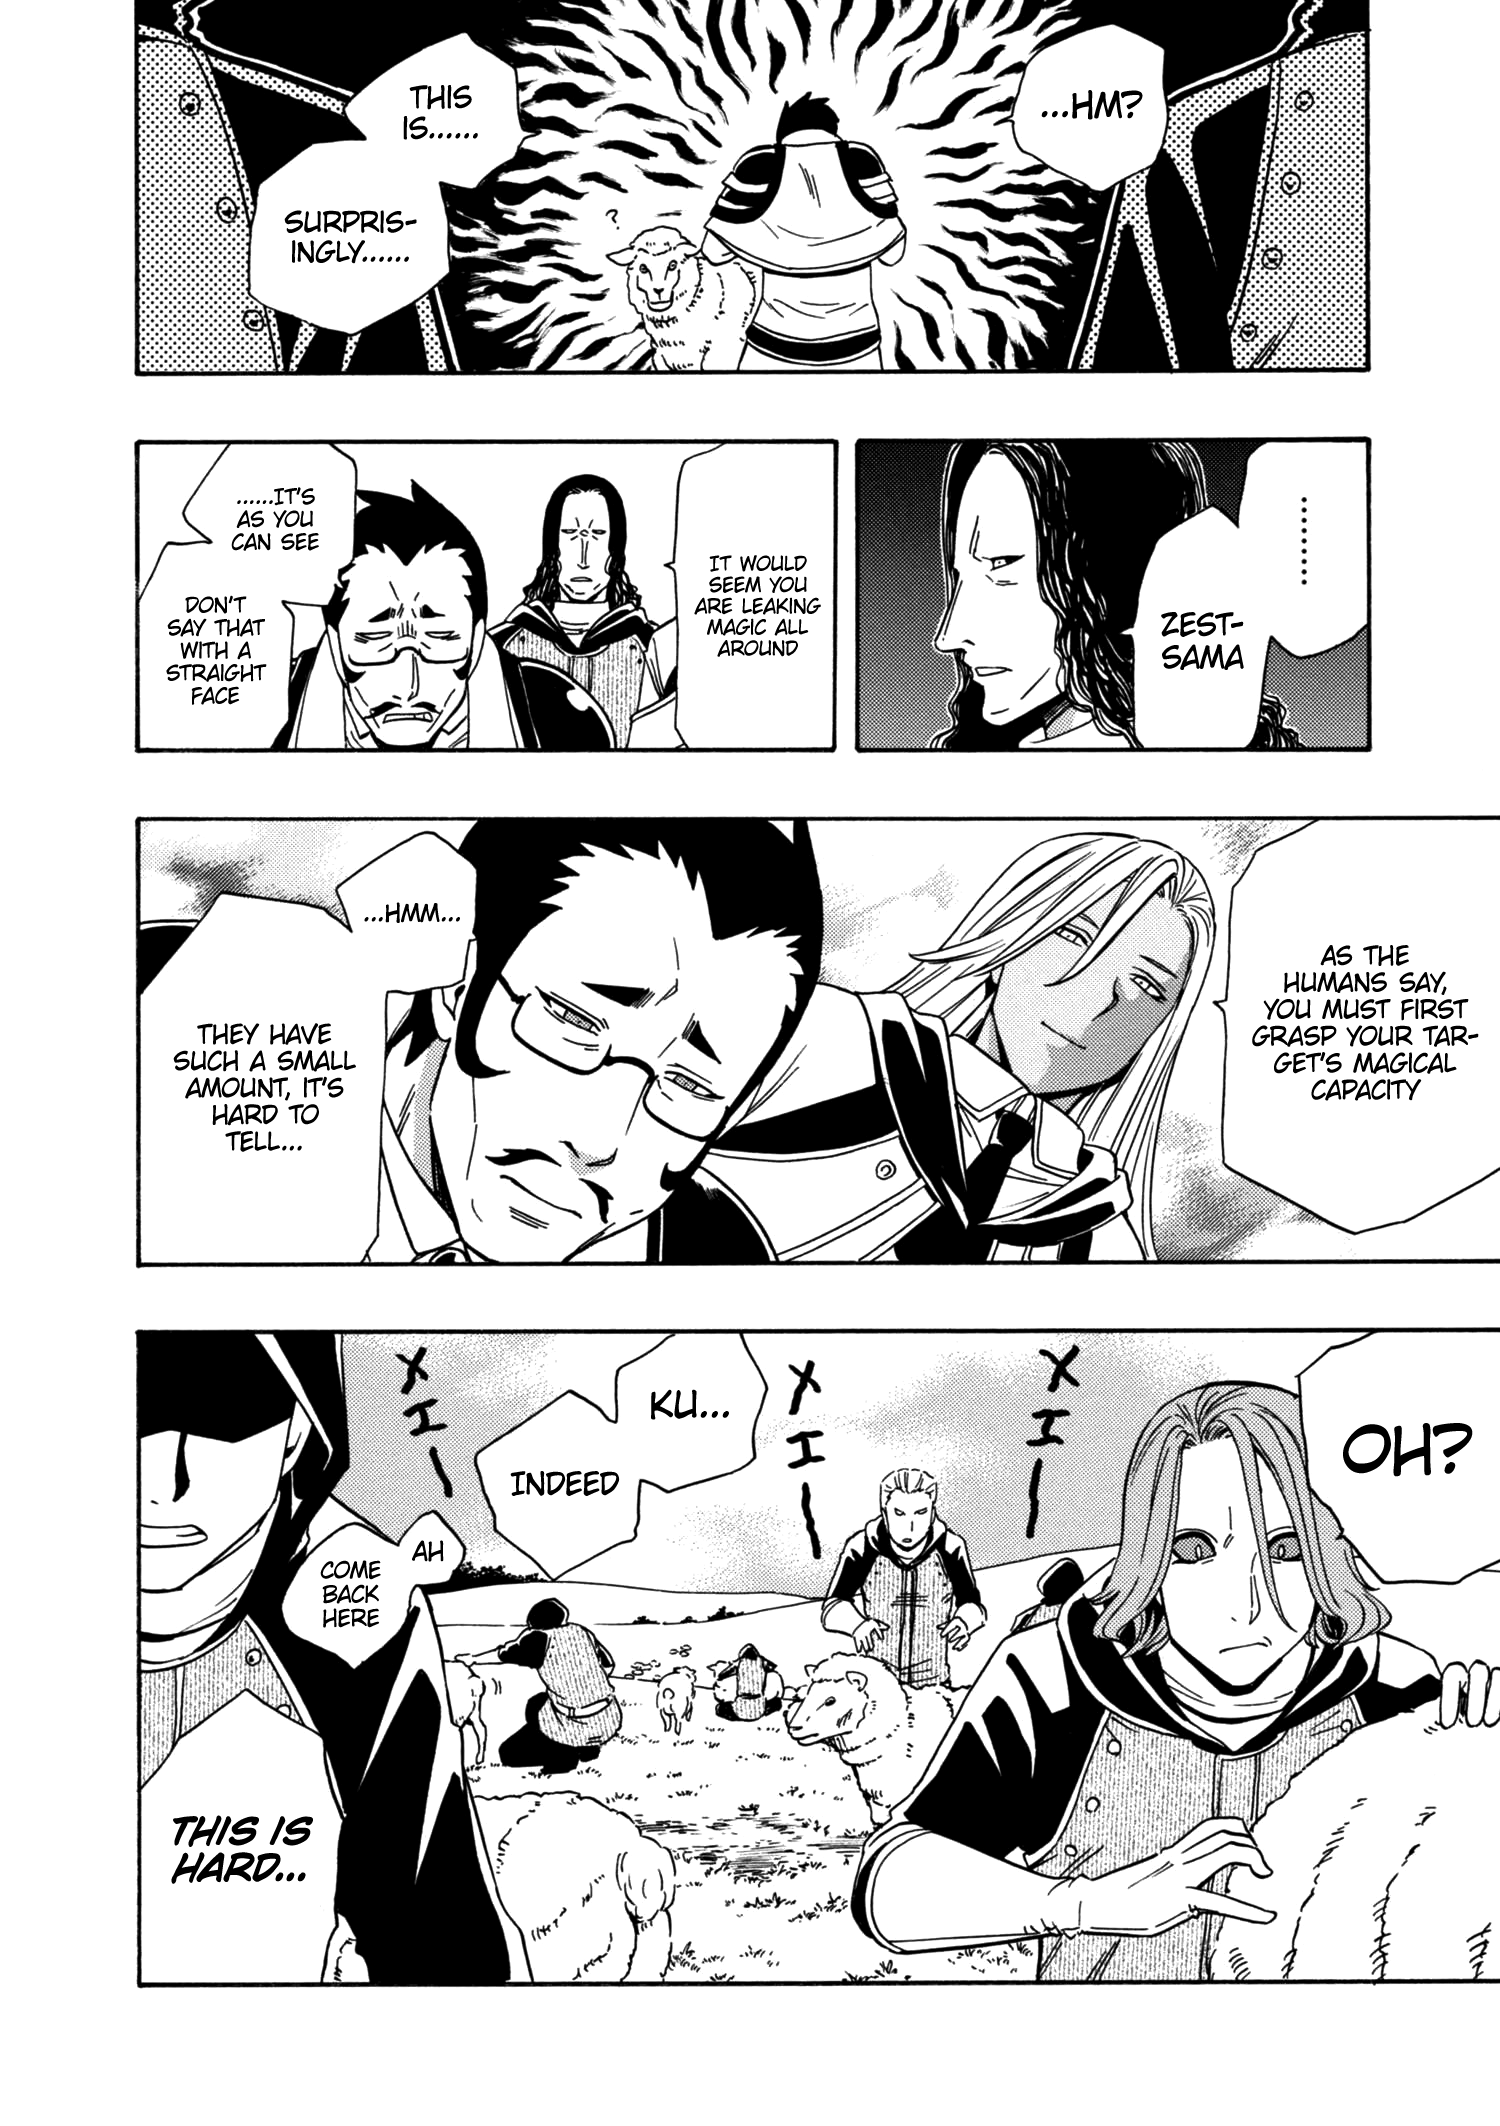 ...HM?
THIS
IS......
SURPRIS-
INGLY......
.........
ZEST-
SAMA
IT WOULD
SEEM YOU
ARE LEAKING
MAGIC ALL
AROUND
......IT'S
AS YOU
CAN SEE
DON'T
SAY THAT
WITH A
STRAIGHT
FACE
?
AS THE
HUMANS SAY,
YOU MUST FIRST
GRASP YOUR TAR-
GET'S MAGICAL
CAPACITY
...HMM...
THEY HAVE
SUCH A SMALL
AMOUNT, IT'S
HARD TO
TELL...
OH?
メエー
メエー
KU...
INDEED
メエー
AH
COME
BACK
HERE
THIS IS
HARD...